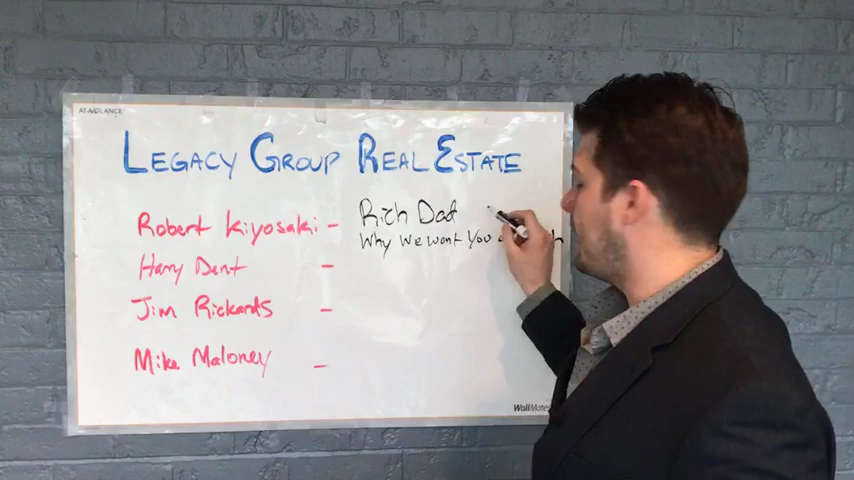 AT-A-GLANCE
LEGACY GROUP REAL ESTATE
Robert Kiyosaki - Rich Dad
Why We want You
Harry Dent -
Jim Rickards -
Mike Maloney -
WallMates